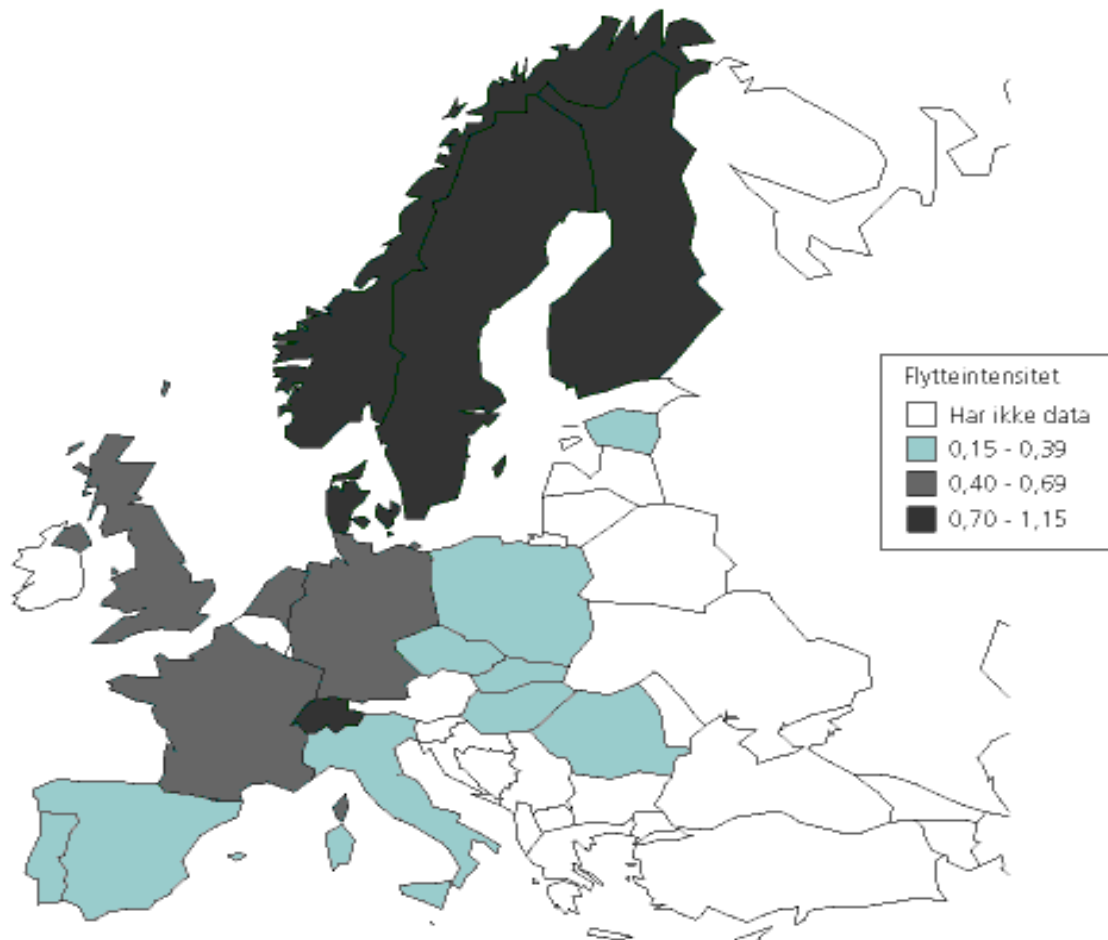 Flytteintensitet
Har ikke data
0,15 - 0,39
0,40 - 0,69
0,70 - 1,15